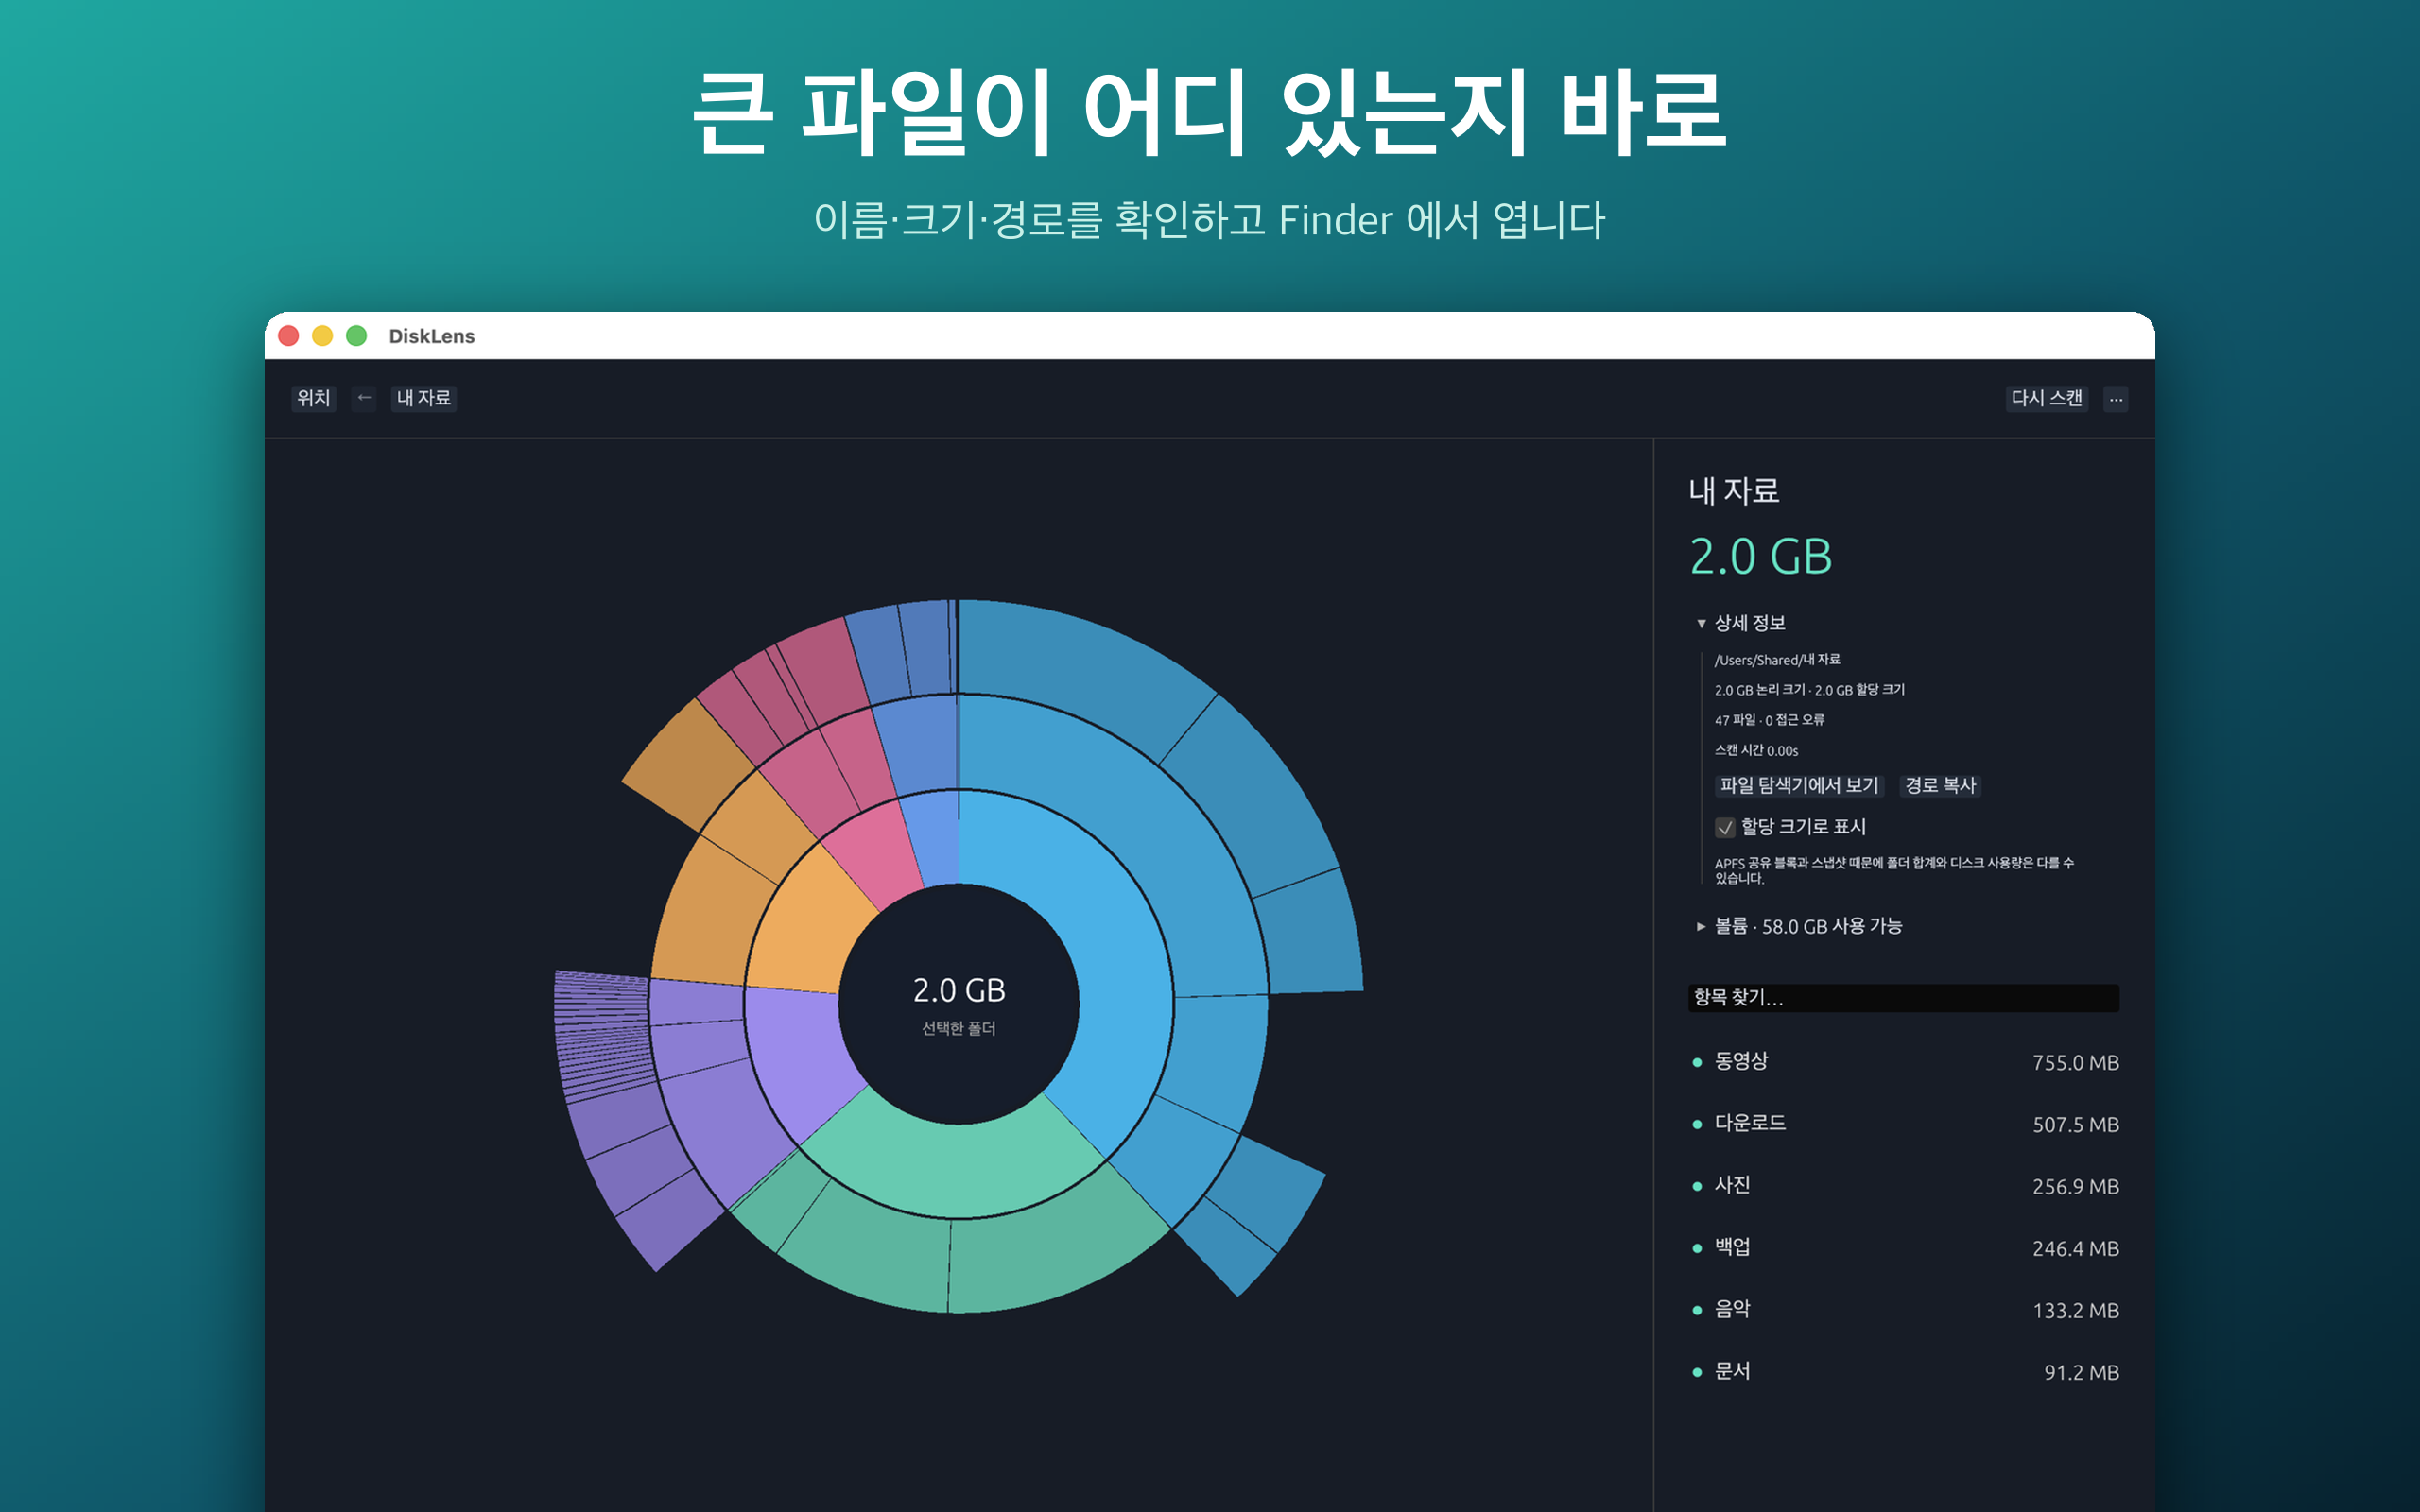 큰 파일이 어디 있는지 바로
이름·크기·경로를 확인하고 Finder 에서 엽니다
DiskLens
위치 ← 내 자료
다시 스캔 ...
내 자료
2.0 GB
▼ 상세 정보
/Users/Shared/내 자료
2.0 GB 논리 크기 · 2.0 GB 할당 크기
47 파일 · 0 접근 오류
스캔 시간 0.00s
파일 탐색기에서 보기 경로 복사
할당 크기로 표시
APFS 공유 블록과 스냅샷 때문에 폴더 합계와 디스크 사용량은 다를 수
있습니다.
▶ 볼륨 · 58.0 GB 사용 가능
항목 찾기...
동영상 755.0 MB
다운로드 507.5 MB
사진 256.9 MB
백업 246.4 MB
음악 133.2 MB
문서 91.2 MB
2.0 GB
선택한 폴더